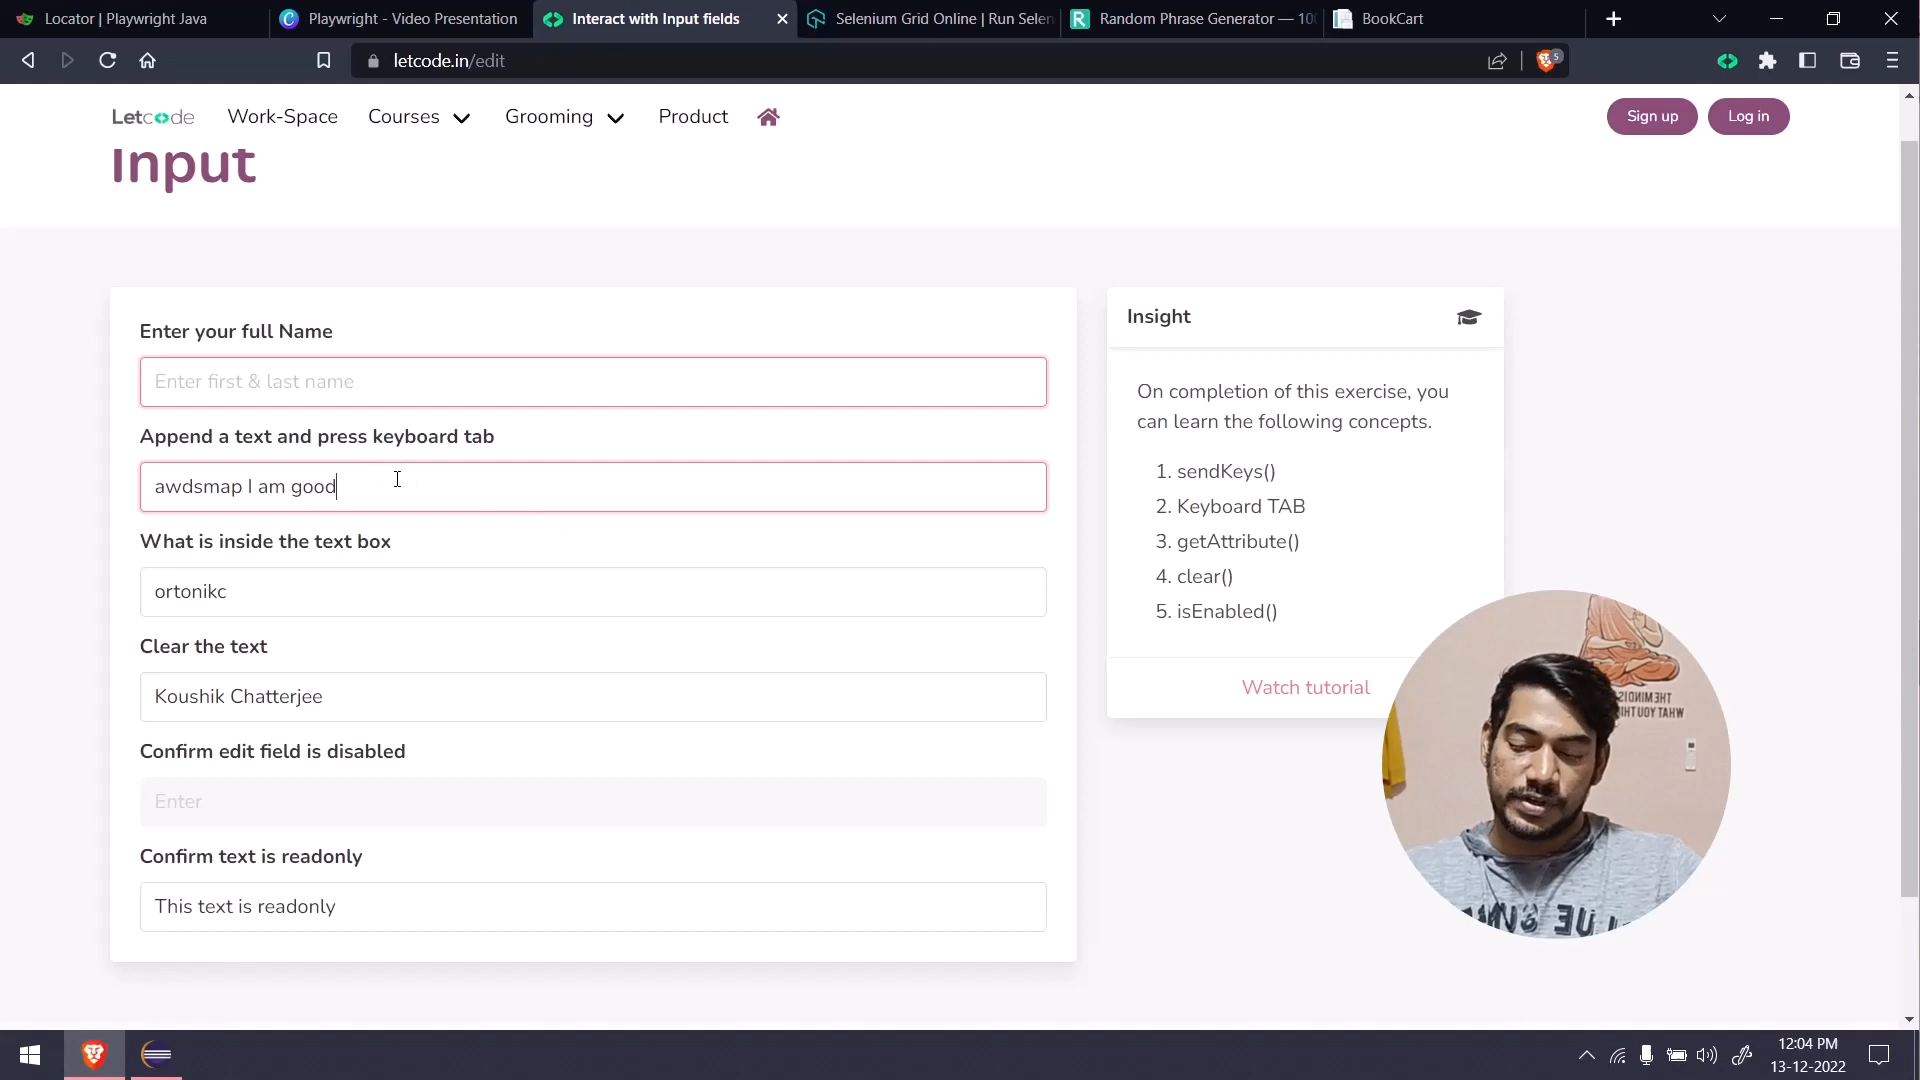 Locator | Playwright Java
Playwright - Video Presentation
Interact with Input fields
Selenium Grid Online | Run Selen
Random Phrase Generator — 10
BookCart
letcode.in/edit
5
Letcode
Work-Space
Courses
Grooming
Product
Sign up
Log in
Input
Enter your full Name
Enter first & last name
Append a text and press keyboard tab
awdsmap I am good
What is inside the text box
ortonikc
Clear the text
Koushik Chatterjee
Confirm edit field is disabled
Enter
Confirm text is readonly
This text is readonly
Insight
On completion of this exercise, you
can learn the following concepts.
1. sendKeys()
2. Keyboard TAB
3. getAttribute()
4. clear()
5. isEnabled()
Watch tutorial
12:04 PM
13-12-2022